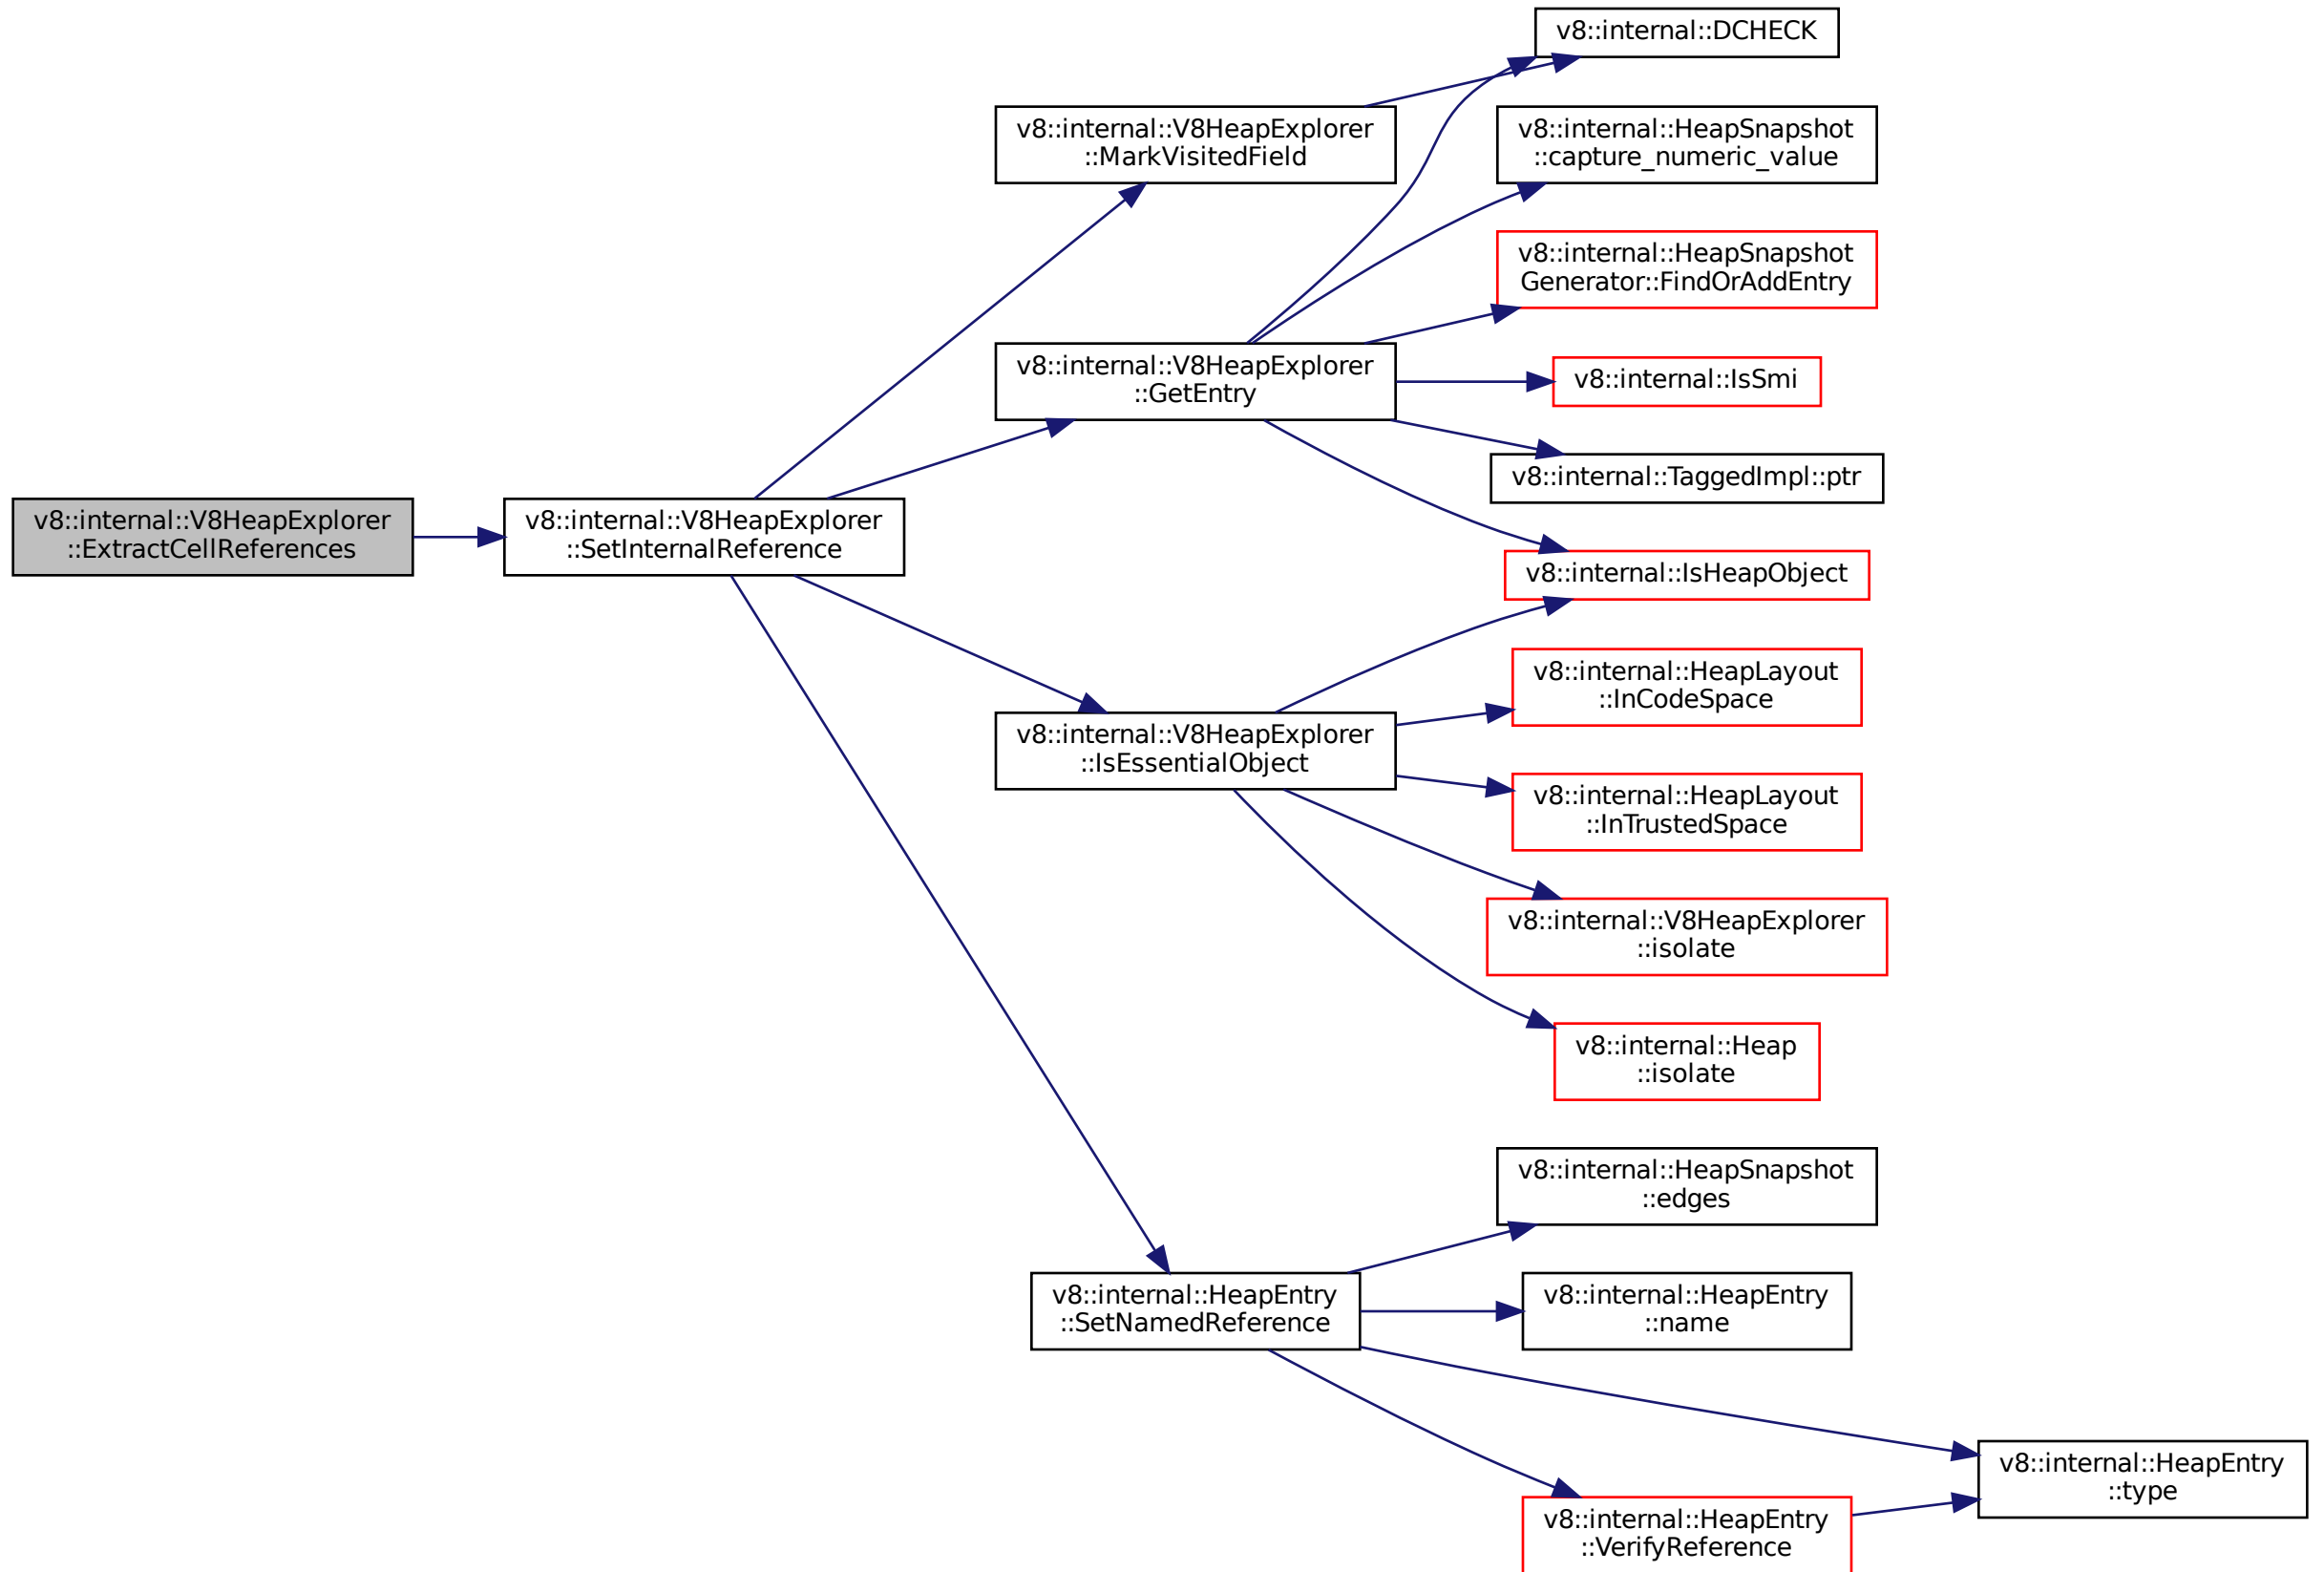 v8::internal::DCHECK
v8::internal::V8HeapExplorer
::MarkVisitedField
v8::internal::HeapSnapshot
::capture_numeric_value
v8::internal::HeapSnapshot
Generator::FindOrAddEntry
v8::internal::V8HeapExplorer
::GetEntry
v8::internal::IsSmi
v8::internal::TaggedImpl::ptr
v8::internal::V8HeapExplorer
::ExtractCellReferences
v8::internal::V8HeapExplorer
::SetInternalReference
v8::internal::IsHeapObject
v8::internal::HeapLayout
::InCodeSpace
v8::internal::V8HeapExplorer
::IsEssentialObject
v8::internal::HeapLayout
::InTrustedSpace
v8::internal::V8HeapExplorer
::isolate
v8::internal::Heap
::isolate
v8::internal::HeapSnapshot
::edges
v8::internal::HeapEntry
::SetNamedReference
v8::internal::HeapEntry
::name
v8::internal::HeapEntry
::type
v8::internal::HeapEntry
::VerifyReference